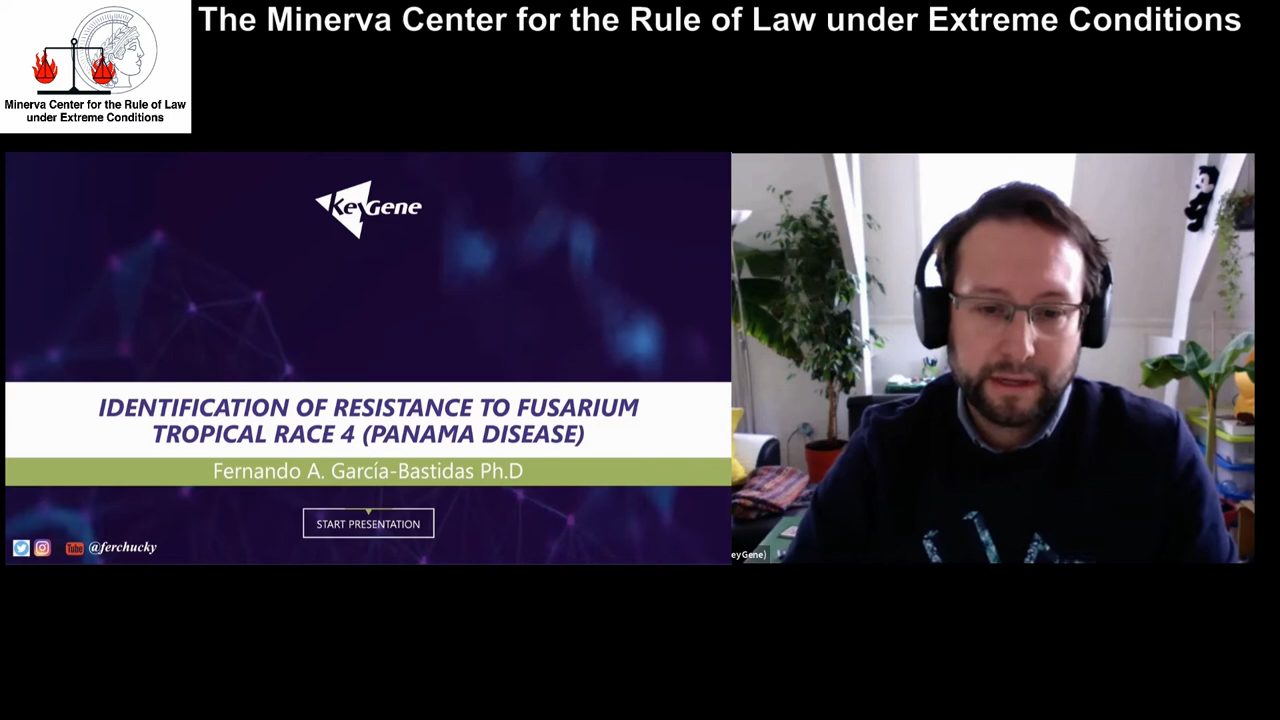 The Minerva Center for the Rule of Law under Extreme Conditions
Minerva Center for the Rule of Law
under Extreme Conditions
KeyGene
IDENTIFICATION OF RESISTANCE TO FUSARIUM
TROPICAL RACE 4 (PANAMA DISEASE)
Fernando A. García-Bastidas Ph.D
START PRESENTATION
Tube @ferchucky
eyGene)